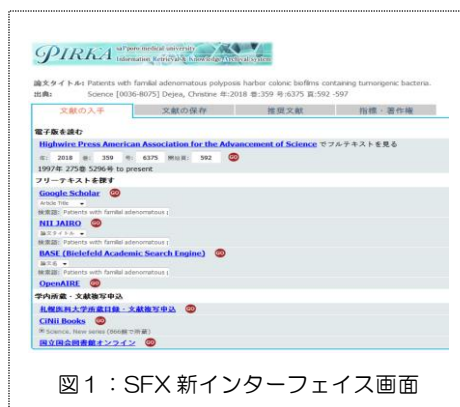 PIRKA sapporo medical university
Information Retrieval & Knowledge Archival system
論文タイトル: Patients with familial adenomatous polyposis harbor colonic biofilms containing tumorigenic bacteria.
出典: Science [0036-8075] Dejea, Christine 年:2018 巻:359 号:6375 頁:592 -597
文献の入手 文献の保存 推奨文献 指標・著作権
電子版を読む
Highwire Press American Association for the Advancement of Science でフルテキストを見る
年: 2018 巻: 359 号: 6375 開始頁: 592 GO
1997年 275巻 5296号 to present
フリーテキストを探す
Google Scholar GO
Article Title
検索語: Patients with familial adenomatous p
NII JAIRO GO
論文タイトル
検索語: Patients with familial adenomatous p
BASE (Bielefeld Academic Search Engine) GO
論文名
検索語: Patients with familial adenomatous p
OpenAIRE GO
学内所蔵・文献複写申込
札幌医科大学所蔵目録・文献複写申込 GO
CiNii Books GO
Science. New series (866館で所蔵)
国立国会図書館オンライン GO
図1：SFX 新インターフェイス画面